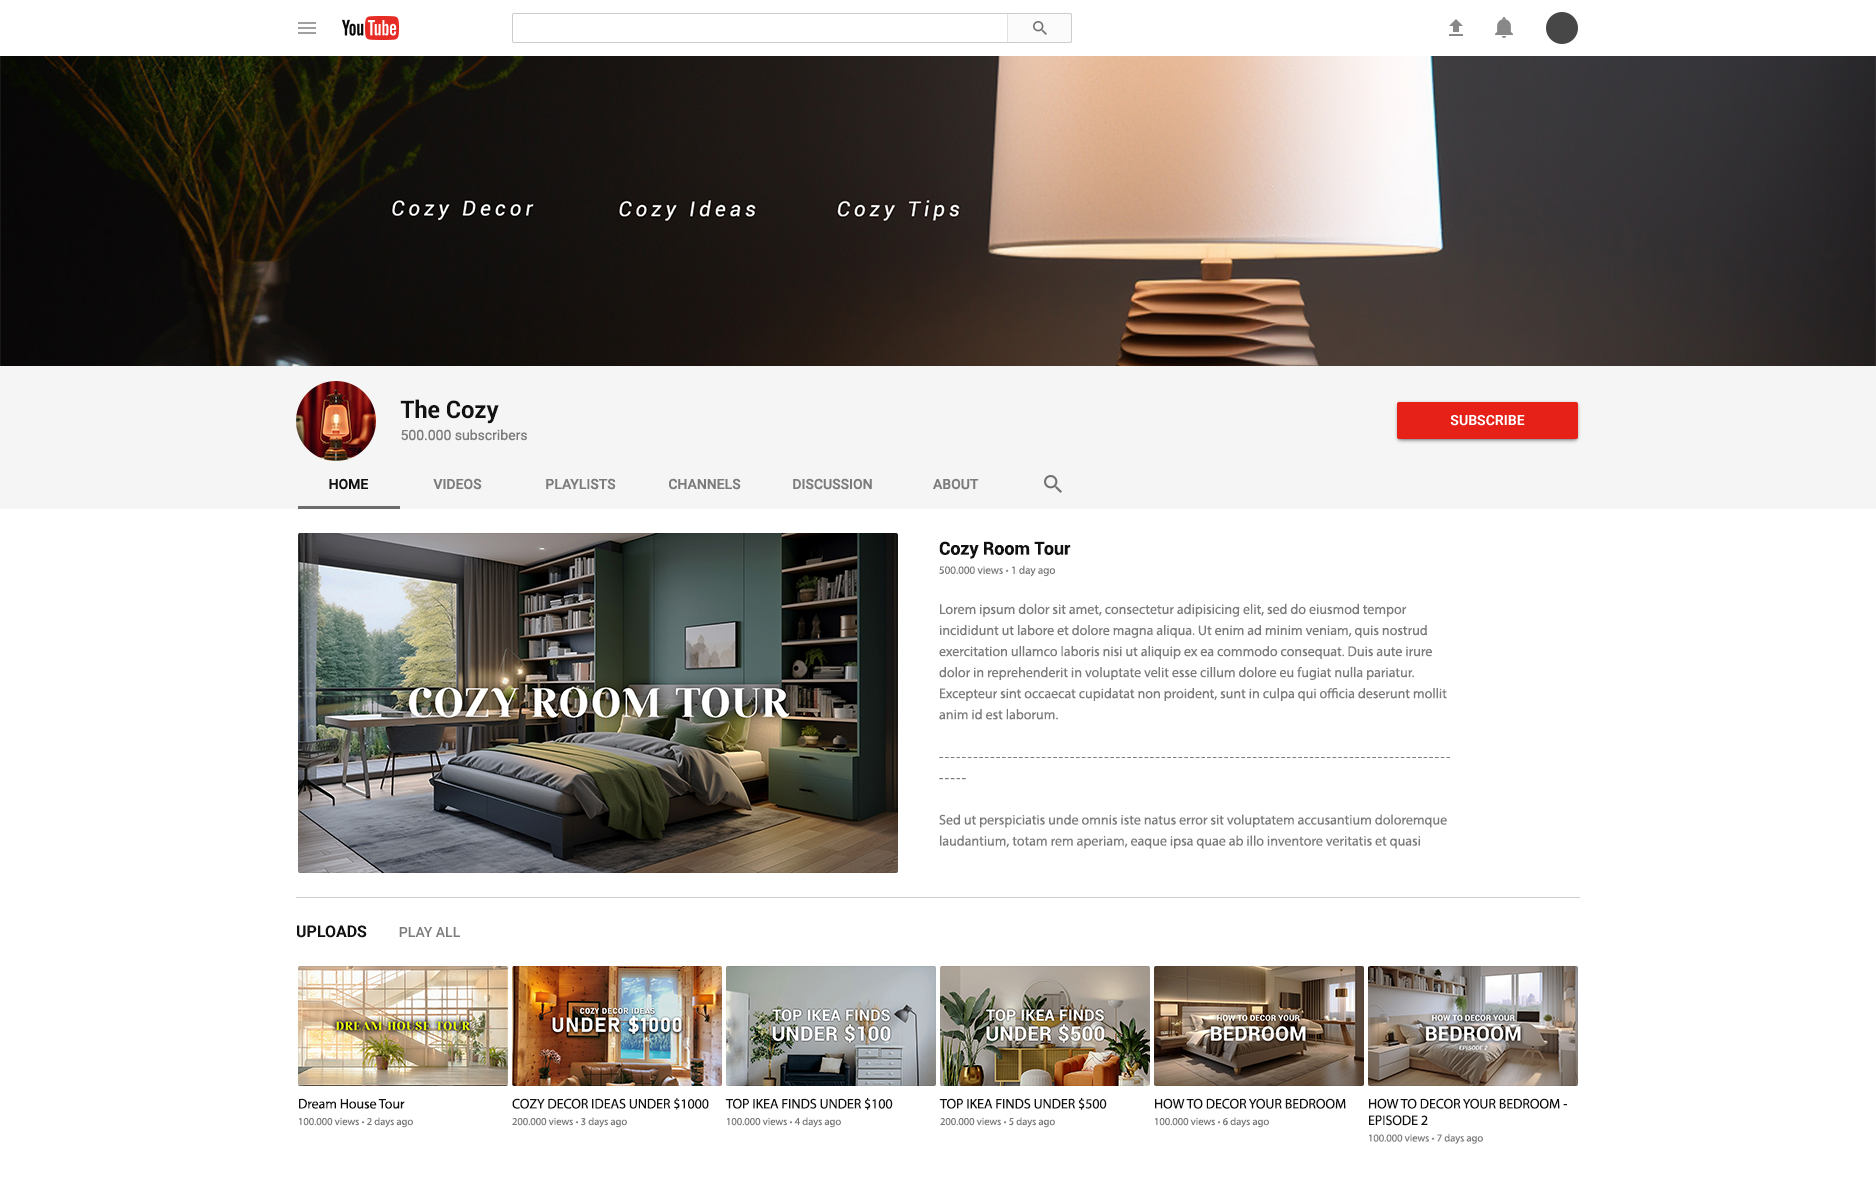 YouTube
Cozy Decor
Cozy Ideas
Cozy Tips
The Cozy
500.000 subscribers
SUBSCRIBE
HOME
VIDEOS
PLAYLISTS
CHANNELS
DISCUSSION
ABOUT
COZY ROOM TOUR
Cozy Room Tour
500.000 views • 1 day ago
Lorem ipsum dolor sit amet, consectetur adipisicing elit, sed do eiusmod tempor
incididunt ut labore et dolore magna aliqua. Ut enim ad minim veniam, quis nostrud
exercitation ullamco laboris nisi ut aliquip ex ea commodo consequat. Duis aute irure
dolor in reprehenderit in voluptate velit esse cillum dolore eu fugiat nulla pariatur.
Excepteur sint occaecat cupidatat non proident, sunt in culpa qui officia deserunt mollit
anim id est laborum.
-------------------------------------------------------------------------------------------
-----
Sed ut perspiciatis unde omnis iste natus error sit voluptatem accusantium doloremque
laudantium, totam rem aperiam, eaque ipsa quae ab illo inventore veritatis et quasi
UPLOADS
PLAY ALL
DREAM HOUSE TOUR
Dream House Tour
100.000 views • 2 days ago
COZY DECOR IDEAS
UNDER $1000
COZY DECOR IDEAS UNDER $1000
200.000 views • 3 days ago
TOP IKEA FINDS
UNDER $100
TOP IKEA FINDS UNDER $100
100.000 views • 4 days ago
TOP IKEA FINDS
UNDER $500
TOP IKEA FINDS UNDER $500
200.000 views • 5 days ago
HOW TO DECOR YOUR
BEDROOM
HOW TO DECOR YOUR BEDROOM
100.000 views • 6 days ago
HOW TO DECOR YOUR
BEDROOM
EPISODE 2
HOW TO DECOR YOUR BEDROOM -
EPISODE 2
100.000 views • 7 days ago